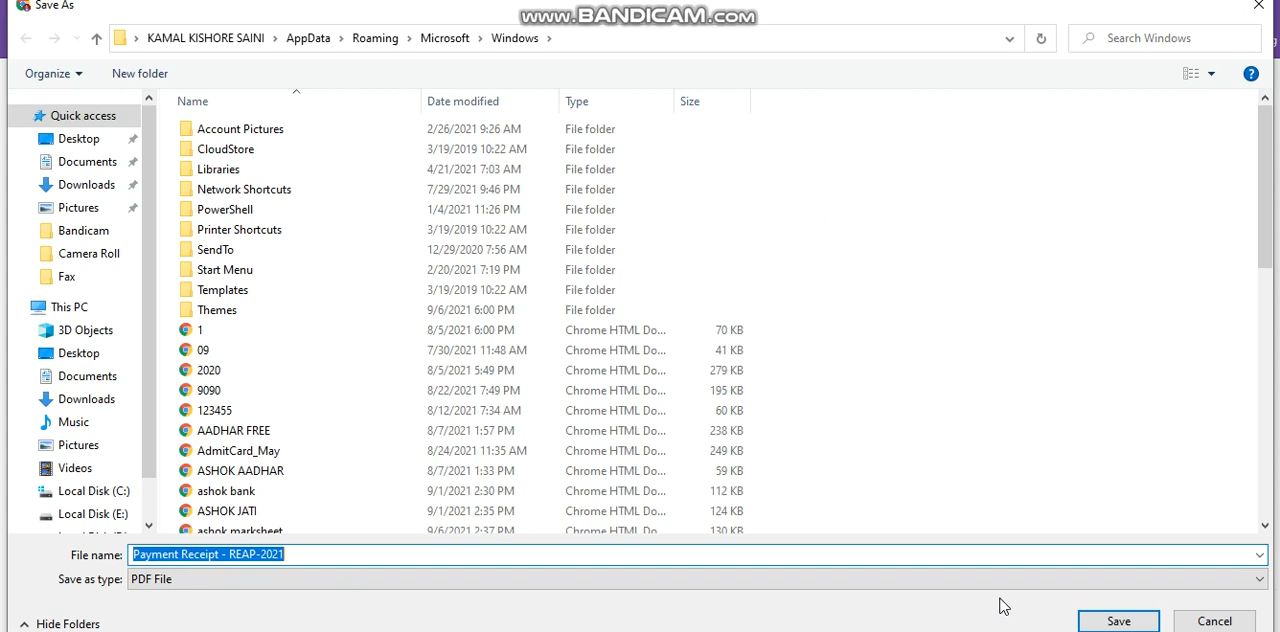 Save As
www.BANDICAM.com
KAMAL KISHORE SAINI > AppData > Roaming > Microsoft > Windows >
Search Windows
Organize
New folder
?
Name Date modified Type Size
Quick access
Desktop
Documents
Downloads
Pictures
Bandicam
Camera Roll
Fax
This PC
3D Objects
Desktop
Documents
Downloads
Music
Pictures
Videos
Local Disk (C:)
Local Disk (E:)
Account Pictures 2/26/2021 9:26 AM File folder
CloudStore 3/19/2019 10:22 AM File folder
Libraries 4/21/2021 7:03 AM File folder
Network Shortcuts 7/29/2021 9:46 PM File folder
PowerShell 1/4/2021 11:26 PM File folder
Printer Shortcuts 3/19/2019 10:22 AM File folder
SendTo 12/29/2020 7:56 AM File folder
Start Menu 2/20/2021 7:19 PM File folder
Templates 3/19/2019 10:22 AM File folder
Themes 9/6/2021 6:00 PM File folder
1 8/5/2021 6:00 PM Chrome HTML Do... 70 KB
09 7/30/2021 11:48 AM Chrome HTML Do... 41 KB
2020 8/5/2021 5:49 PM Chrome HTML Do... 279 KB
9090 8/22/2021 7:49 PM Chrome HTML Do... 195 KB
123455 8/12/2021 7:34 AM Chrome HTML Do... 60 KB
AADHAR FREE 8/7/2021 1:57 PM Chrome HTML Do... 238 KB
AdmitCard_May 8/24/2021 11:35 AM Chrome HTML Do... 249 KB
ASHOK AADHAR 8/7/2021 1:33 PM Chrome HTML Do... 59 KB
ashok bank 9/1/2021 2:30 PM Chrome HTML Do... 112 KB
ASHOK JATI 9/1/2021 2:35 PM Chrome HTML Do... 124 KB
ashok marksheet 9/6/2021 2:37 PM Chrome HTML Do... 130 KB
File name: Payment Receipt - REAP-2021
Save as type: PDF File
Hide Folders
Save
Cancel